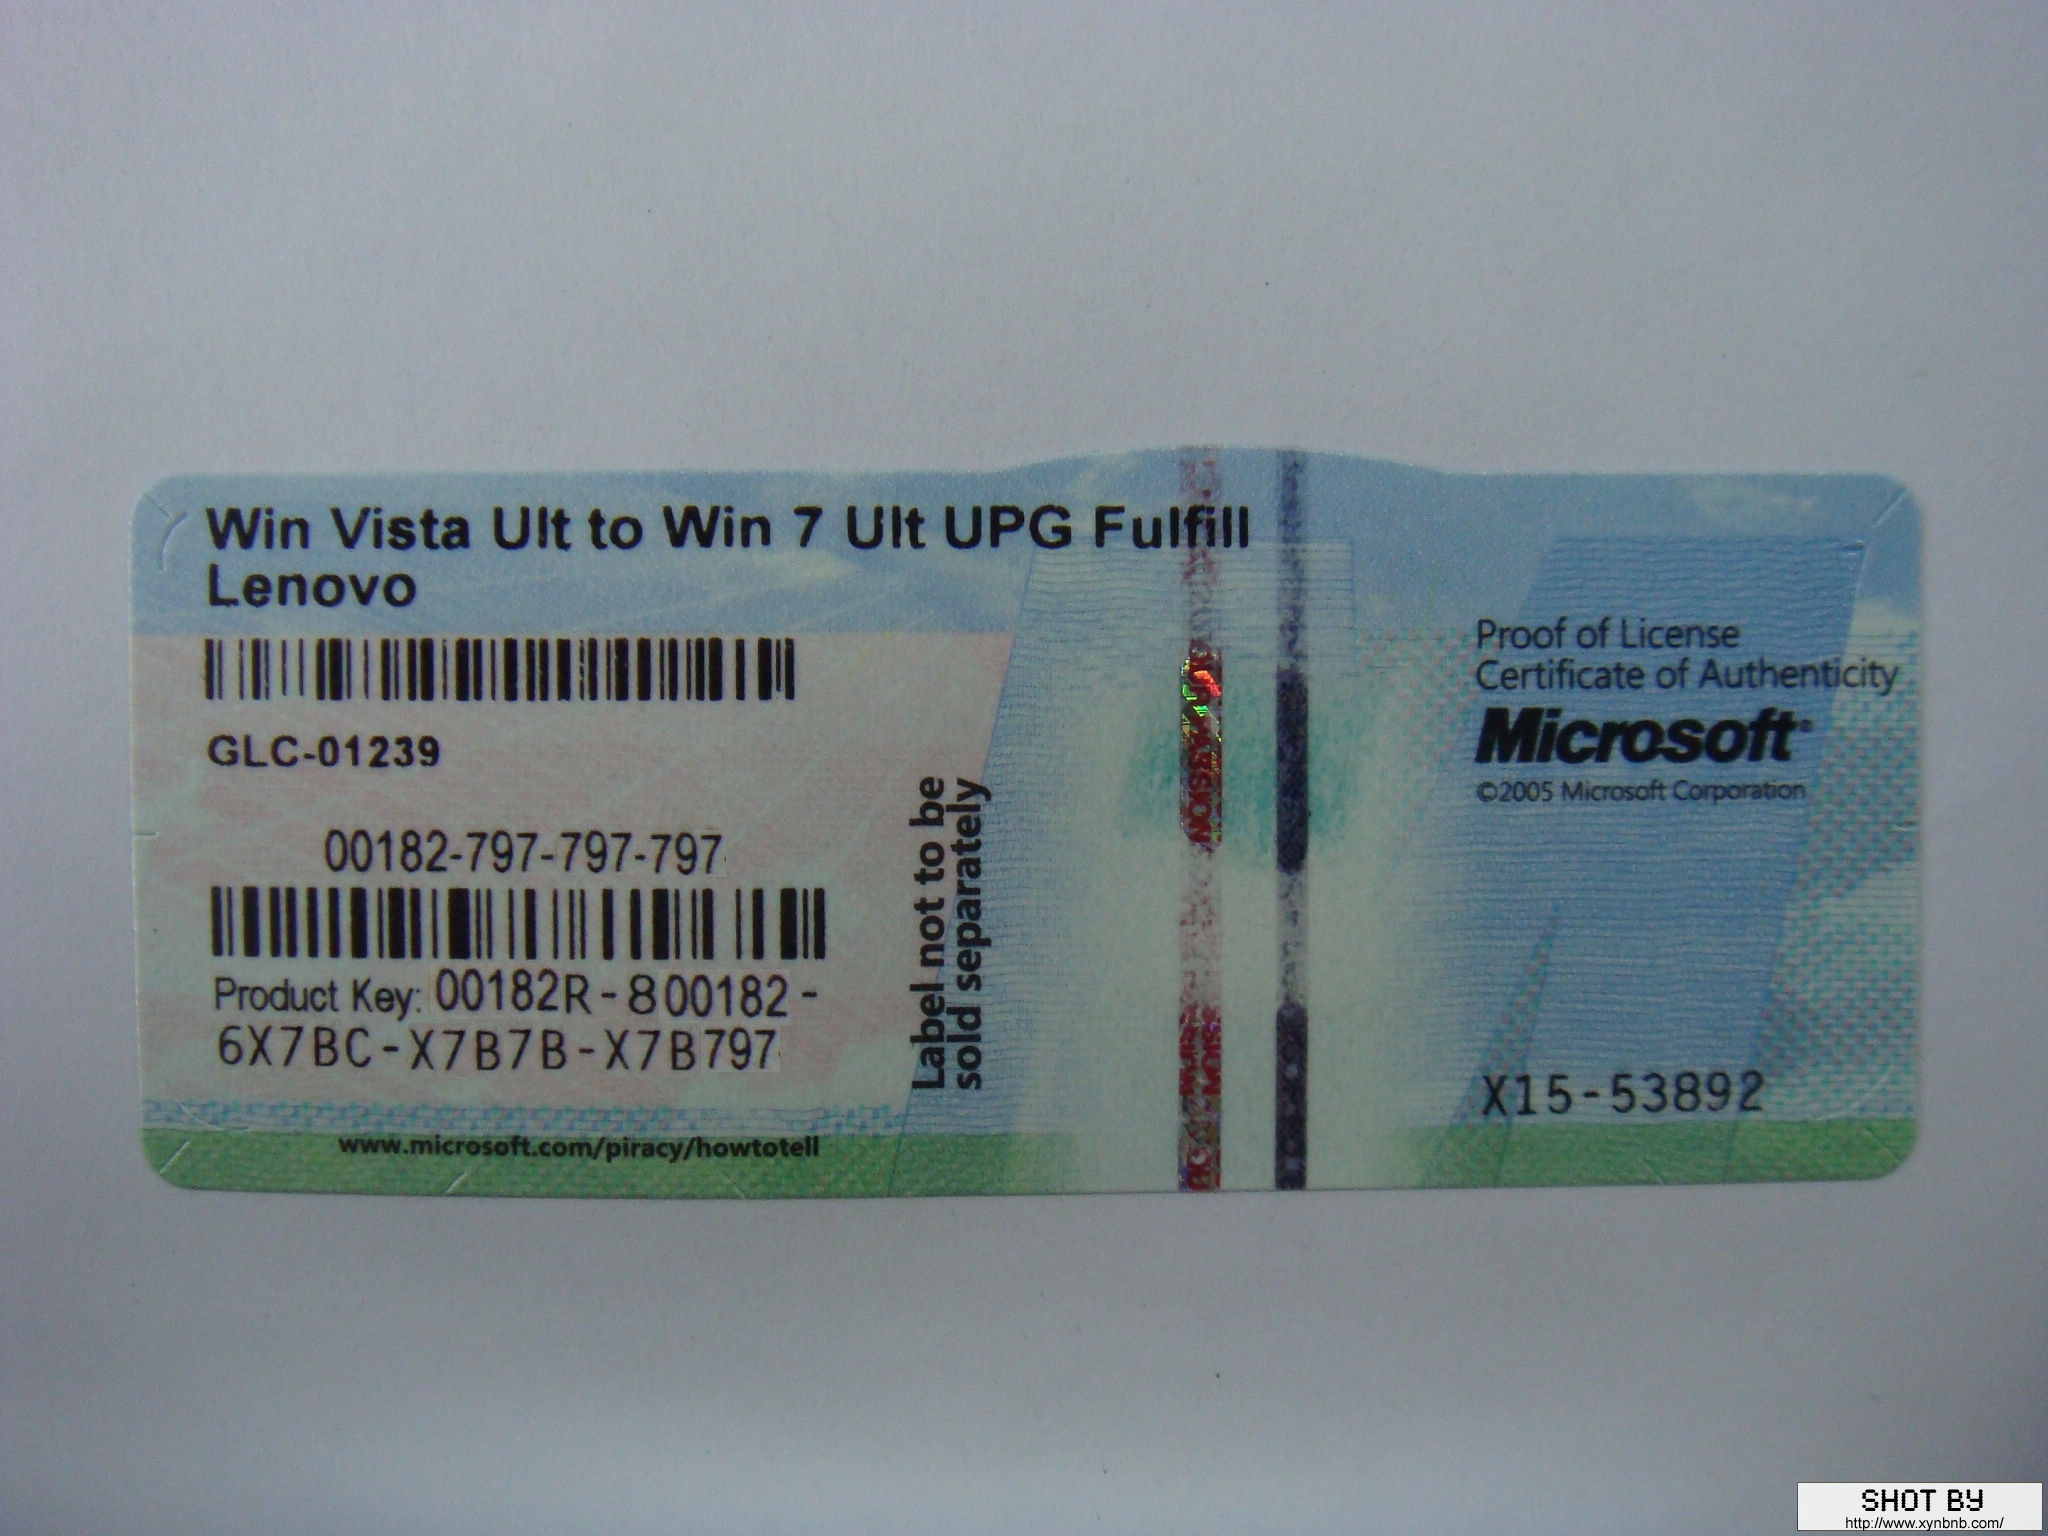 Win Vista Ult to Win 7 Ult UPG Fulfill
Lenovo
GLC-01239
00182-797-797-797
Product Key: 00182R-800182-
6X7BC-X7B7B-X7B797
www.microsoft.com/piracy/howtotell
Label not to be
sold separately
Proof of License
Certificate of Authenticity
Microsoft®
©2005 Microsoft Corporation
X15-53892
SHOT BY
http://www.xynbnb.com/